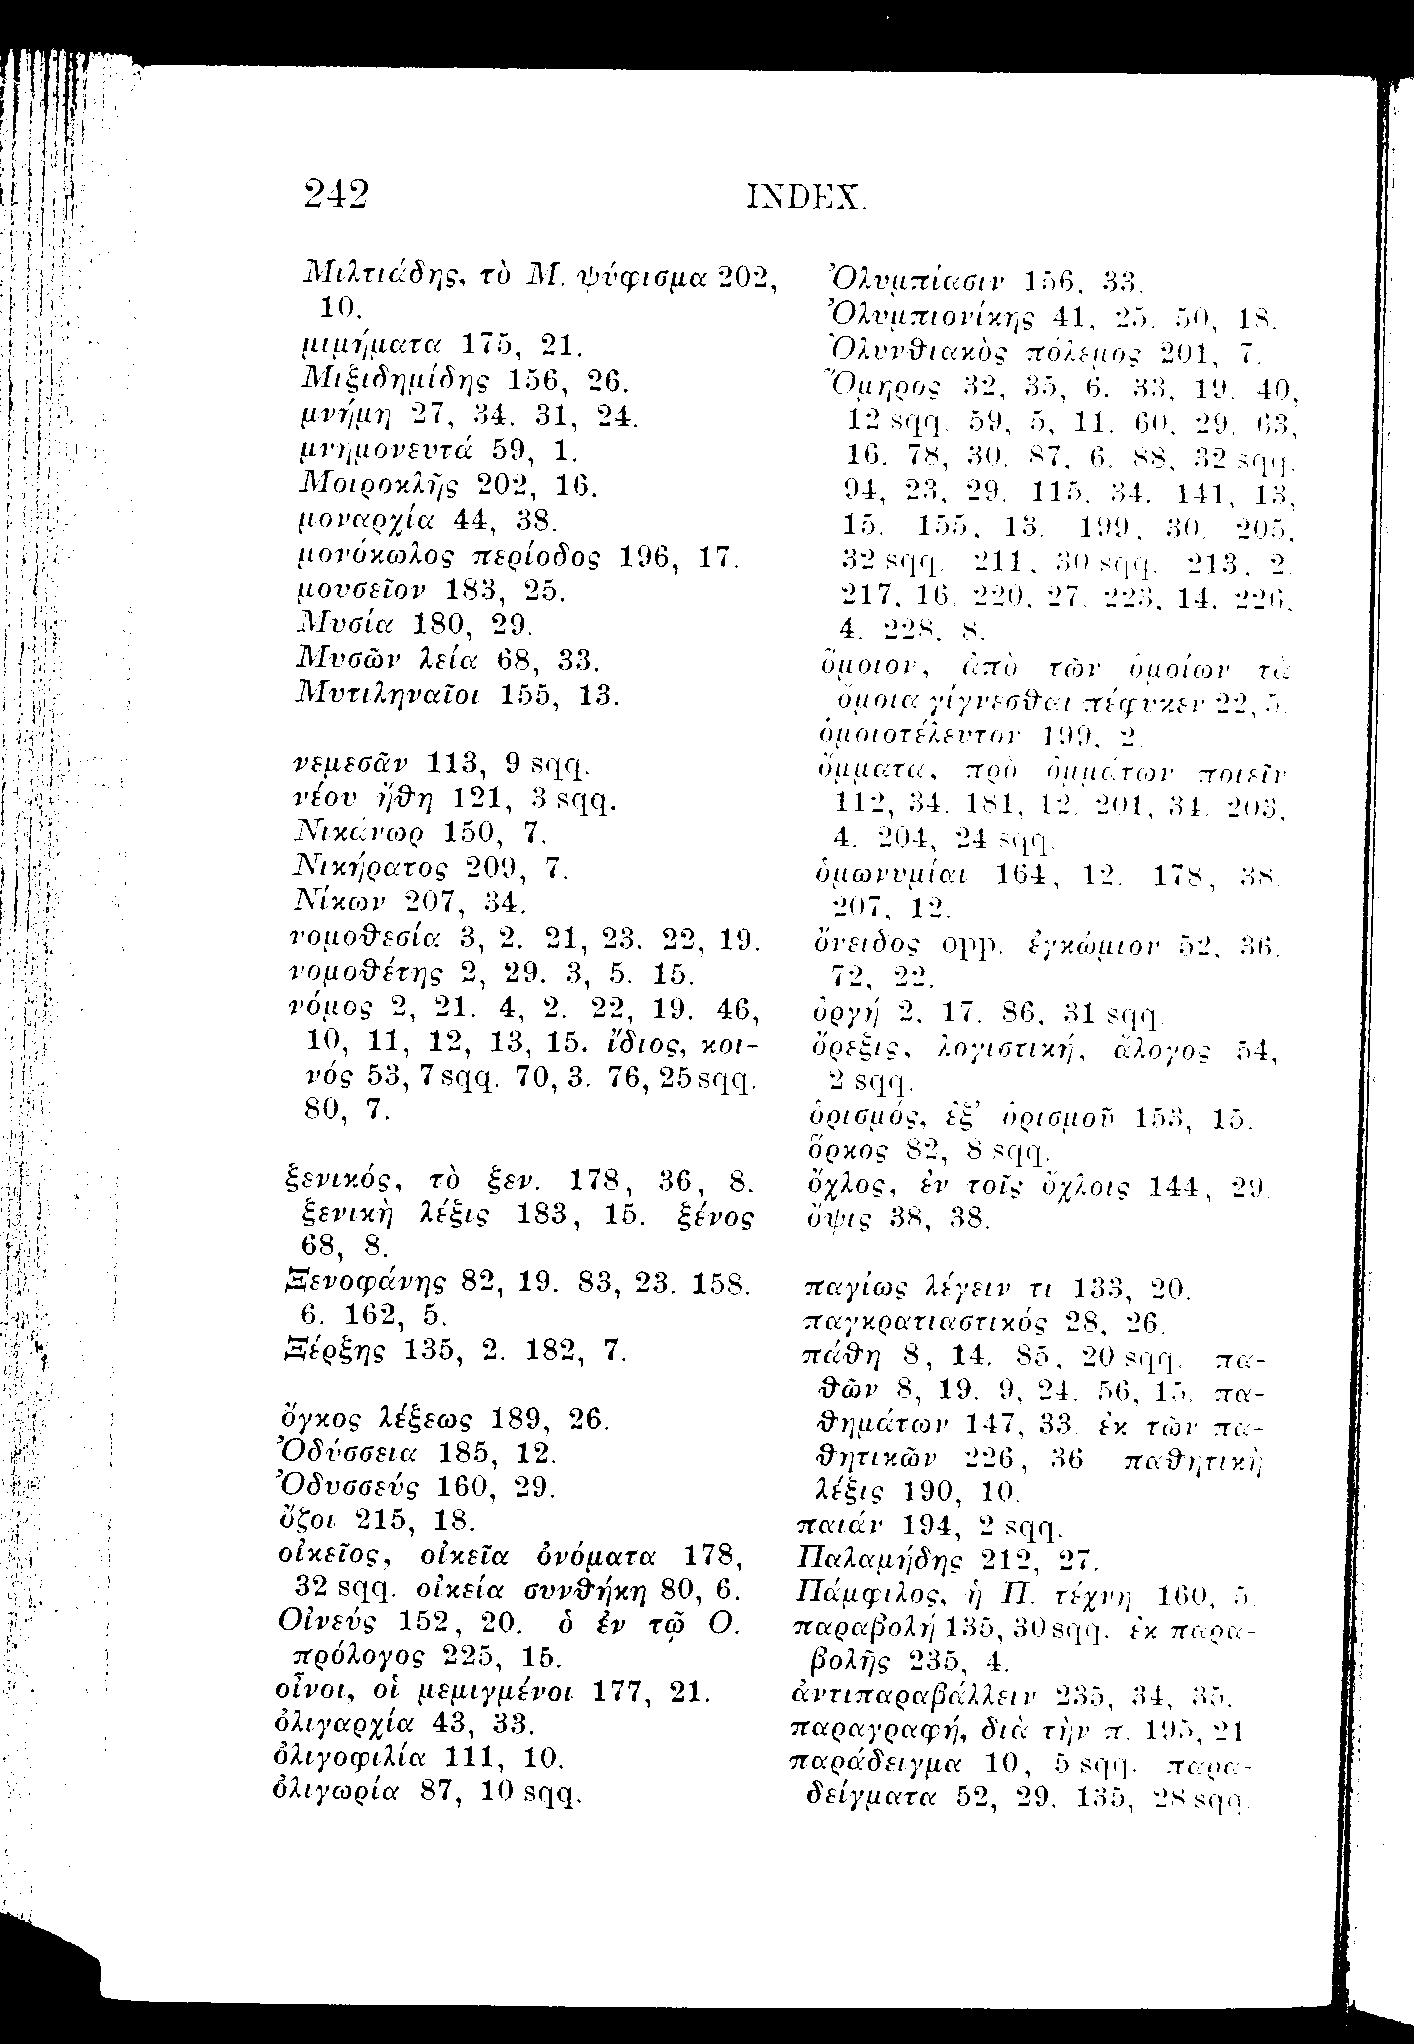 242
INDEX.
Μιλτιάδης, τὸ Μ. ψύφισμα 202,
10.
μιμήματα 175, 21.
Μιξιδημίδης 156, 26.
μνήμη 27, 34. 31, 24.
μνημονευτά 59, 1.
Μοιροκλῆς 202, 16.
μοναρχία 44, 38.
μονόκωλος περίοδος 196, 17.
μουσεῖον 183, 25.
Μυσία 180, 29.
Μυσῶν λεία 68, 33.
Μυτιληναῖοι 155, 13.
νεμεσᾶν 113, 9 sqq.
νέου ἤθη 121, 3 sqq.
Νικάνωρ 150, 7.
Νικήρατος 209, 7.
Νίκων 207, 34.
νομοθεσία 3, 2. 21, 23. 22, 19.
νομοθέτης 2, 29. 3, 5. 15.
νόμος 2, 21. 4, 2. 22, 19. 46,
10, 11, 12, 13, 15. ἴδιος, κοι-
νός 53, 7 sqq. 70, 3. 76, 25 sqq.
80, 7.
ξενικός, τὸ ξεν. 178, 36, 8.
ξενικὴ λέξις 183, 15. ξένος
68, 8.
Ξενοφάνης 82, 19. 83, 23. 158.
6. 162, 5.
Ξέρξης 135, 2. 182, 7.
ὄγκος λέξεως 189, 26.
Ὀδύσσεια 185, 12.
Ὀδυσσεύς 160, 29.
ὄζοι 215, 18.
οἰκεῖος, οἰκεῖα ὀνόματα 178,
32 sqq. οἰκεία συνθήκη 80, 6.
Οἰνεύς 152, 20. ὁ ἐν τῷ Ο.
πρόλογος 225, 15.
οἶνοι, οἱ μεμιγμένοι 177, 21.
ὀλιγαρχία 43, 33.
ὀλιγοφιλία 111, 10.
ὀλιγωρία 87, 10 sqq.
Ὀλυμπίασιν 156, 33.
Ὀλυμπιονίκης 41, 25. 50, 18.
Ὀλυνθιακὸς πόλεμος 201, 7.
Ὅμηρος 32, 35, 6. 33, 19. 40,
12 sqq. 59, 5, 11. 60, 29. 63,
16. 78, 30. 87, 6. 88, 32 sqq.
94, 23, 29. 115, 34. 141, 13,
15. 155, 13. 199, 30. 205,
32 sqq. 211, 30 sqq. 213, 2.
217, 16. 220, 27. 223, 14. 226,
4. 228, 8.
ὅμοιον, ἀπὸ τῶν ὁμοίων τὰ
ὅμοια γίγνεσθαι πέφυκεν 22, 5.
ὁμοιοτέλευτον 199, 2.
ὄμματα, πρὸ ὀμμάτων ποιεῖν
112, 34. 181, 12. 201, 34. 203,
4. 204, 24 sqq.
ὁμωνυμίαι 164, 12. 178, 38.
207, 12.
ὄνειδος opp. ἐγκώμιον 52, 36.
72, 22.
ὀργή 2, 17. 86, 31 sqq.
ὄρεξις, λογιστική, ἄλογος 54,
2 sqq.
ὁρισμός, ἐξ’ ὁρισμοῦ 153, 15.
ὅρκος 82, 8 sqq.
ὄχλος, ἐν τοῖς ὄχλοις 144, 29.
ὄψις 38, 38.
παγίως λέγειν τι 133, 20.
παγκρατιαστικός 28, 26.
πάθη 8, 14. 85, 20 sqq. πα-
θῶν 8, 19. 9, 24. 56, 15. πα-
θημάτων 147, 33. ἐκ τῶν πα-
θητικῶν 226, 36 παθητικὴ
λέξις 190, 10.
παιάν 194, 2 sqq.
Παλαμήδης 212, 27.
Πάμφιλος, ἡ Π. τέχνη 160, 5.
παραβολή 135, 30 sqq. ἐκ παρα-
βολῆς 235, 4.
ἀντιπαραβάλλειν 235, 34, 35.
παραγραφή, διὰ τὴν π. 195, 21
παράδειγμα 10, 5 sqq. παρα-
δείγματα 52, 29. 135, 28 sqq.